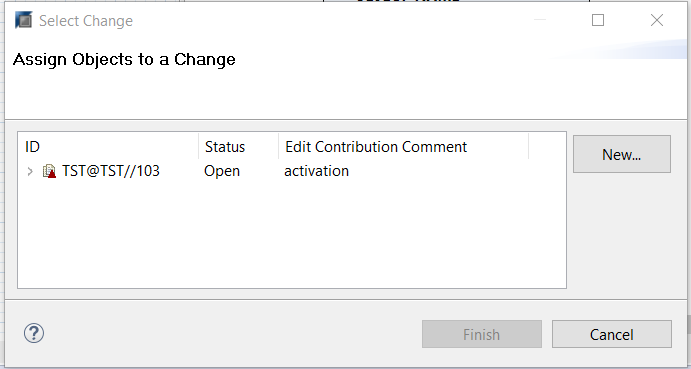 Select Change
Assign Objects to a Change
ID Status Edit Contribution Comment
TST@TST//103 Open activation
New...
Finish Cancel